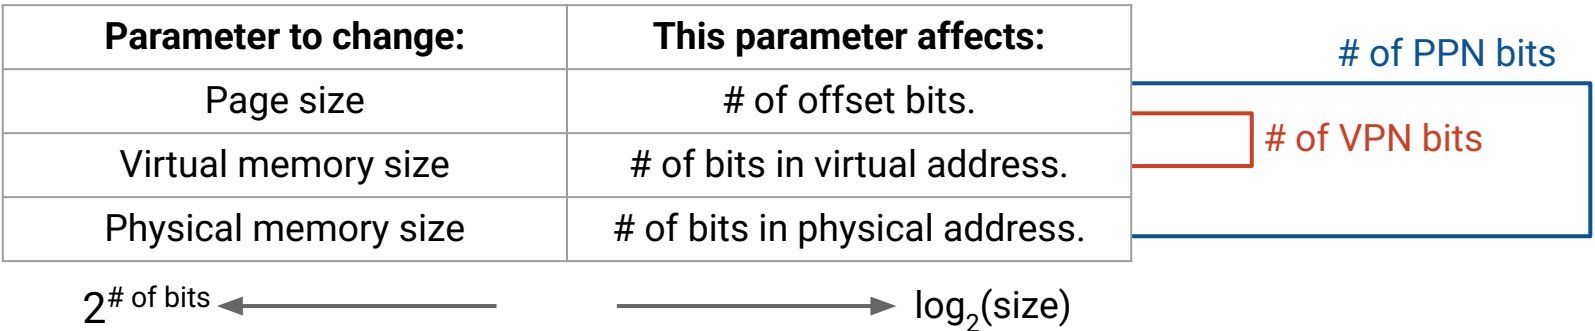 Parameter to change: This parameter affects:
# of PPN bits
Page size # of offset bits.
# of VPN bits
Virtual memory size # of bits in virtual address.
Physical memory size # of bits in physical address.
2^# of bits log₂(size)